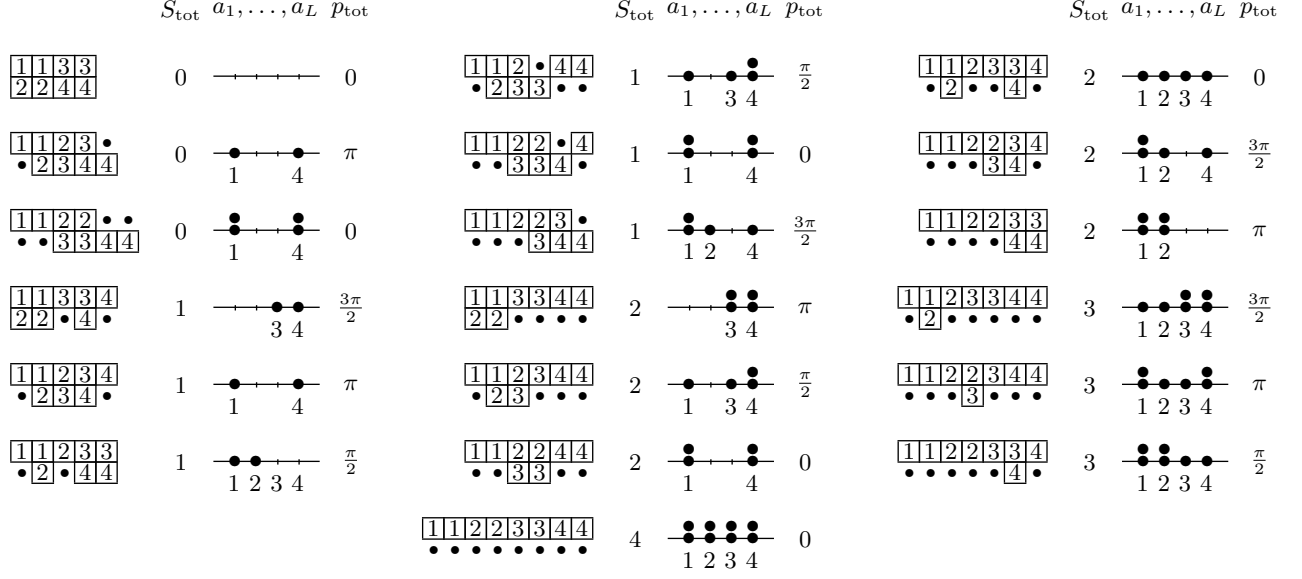 S_tot a_1, …, a_L p_tot S_tot a_1, …, a_L p_tot S_tot a_1, …, a_L p_tot
1 1 3 3 1 1 2 • 4 4 1 1 2 3 3 4
0 0 1 π/2 2 0
2 2 4 4 • 2 3 3 • • • 2 • • 4 •
1 3 4 1 2 3 4
1 1 2 3 • 1 1 2 2 • 4 1 1 2 2 3 4
0 π 1 0 2 3π/2
• 2 3 4 4 • • 3 3 4 • • • • 3 4 •
1 4 1 4 1 2 4
1 1 2 2 • • 1 1 2 2 3 • 1 1 2 2 3 3
0 0 1 3π/2 2 π
• • 3 3 4 4 • • • 3 4 4 • • • • 4 4
1 4 1 2 4 1 2
1 1 3 3 4 1 1 3 3 4 4 1 1 2 3 3 4 4
1 3π/2 2 π 3 3π/2
2 2 • 4 • 2 2 • • • • • 2 • • • • •
3 4 3 4 1 2 3 4
1 1 2 3 4 1 1 2 3 4 4 1 1 2 2 3 4 4
1 π 2 π/2 3 π
• 2 3 4 • • 2 3 • • • • • • 3 • • •
1 4 1 3 4 1 2 3 4
1 1 2 3 3 1 1 2 2 4 4 1 1 2 2 3 3 4
1 π/2 2 0 3 π/2
• 2 • 4 4 • • 3 3 • • • • • • • 4 •
1 2 3 4 1 4 1 2 3 4
1 1 2 2 3 3 4 4
4 0
• • • • • • • •
1 2 3 4